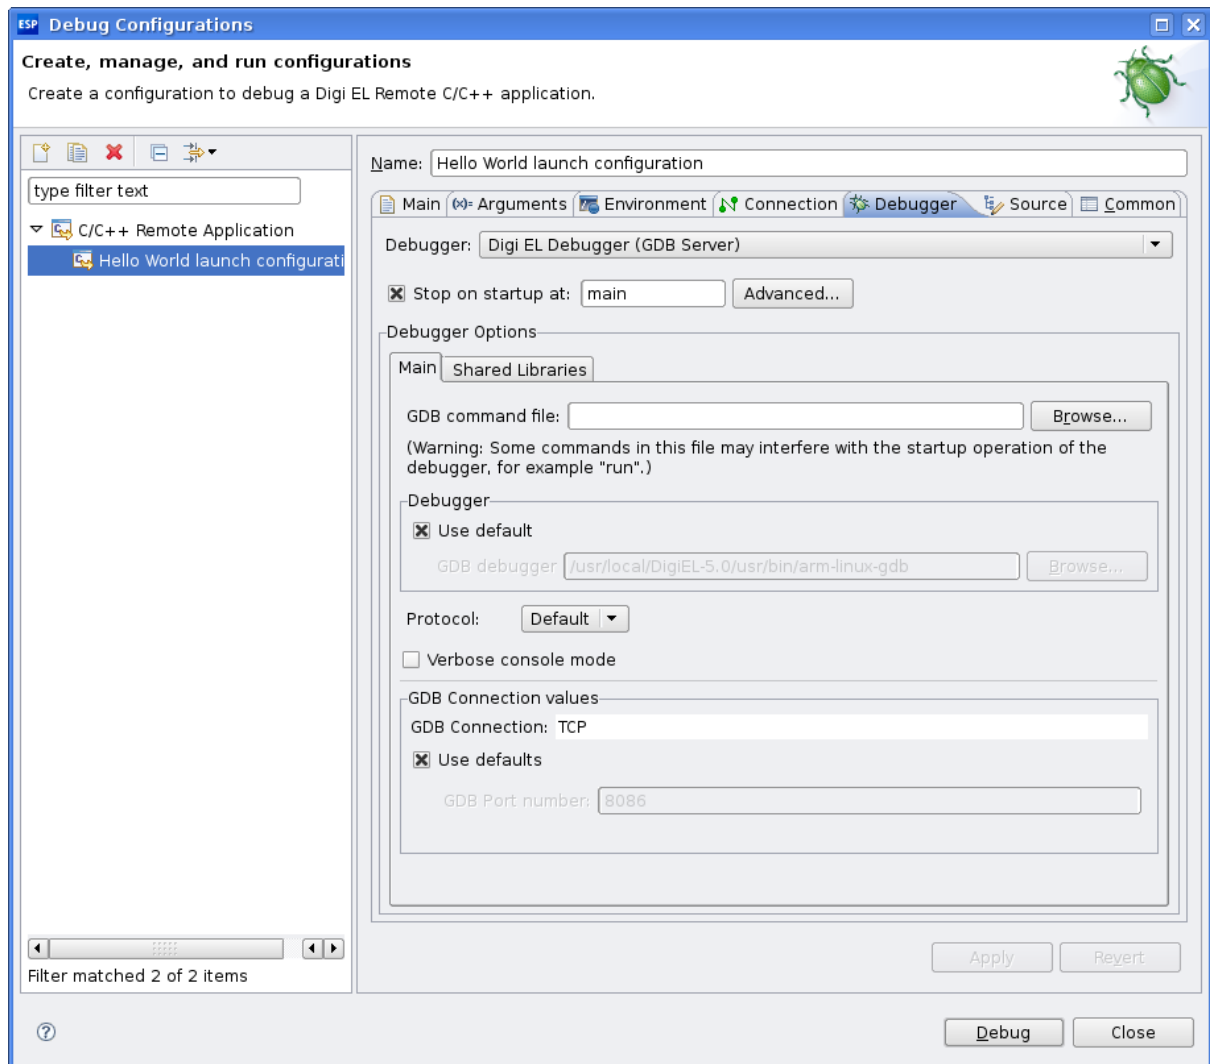 ESP Debug Configurations
Create, manage, and run configurations
Create a configuration to debug a Digi EL Remote C/C++ application.
type filter text
C/C++ Remote Application
Hello World launch configurati
Filter matched 2 of 2 items
Name: Hello World launch configuration
Main (x)= Arguments Environment Connection Debugger Source Common
Debugger: Digi EL Debugger (GDB Server)
Stop on startup at: main Advanced...
Debugger Options
Main Shared Libraries
GDB command file: Browse...
(Warning: Some commands in this file may interfere with the startup operation of the
debugger, for example "run".)
Debugger
Use default
GDB debugger /usr/local/DigiEL-5.0/usr/bin/arm-linux-gdb Browse...
Protocol: Default
Verbose console mode
GDB Connection values
GDB Connection: TCP
Use defaults
GDB Port number: 8086
Apply Revert
? Debug Close